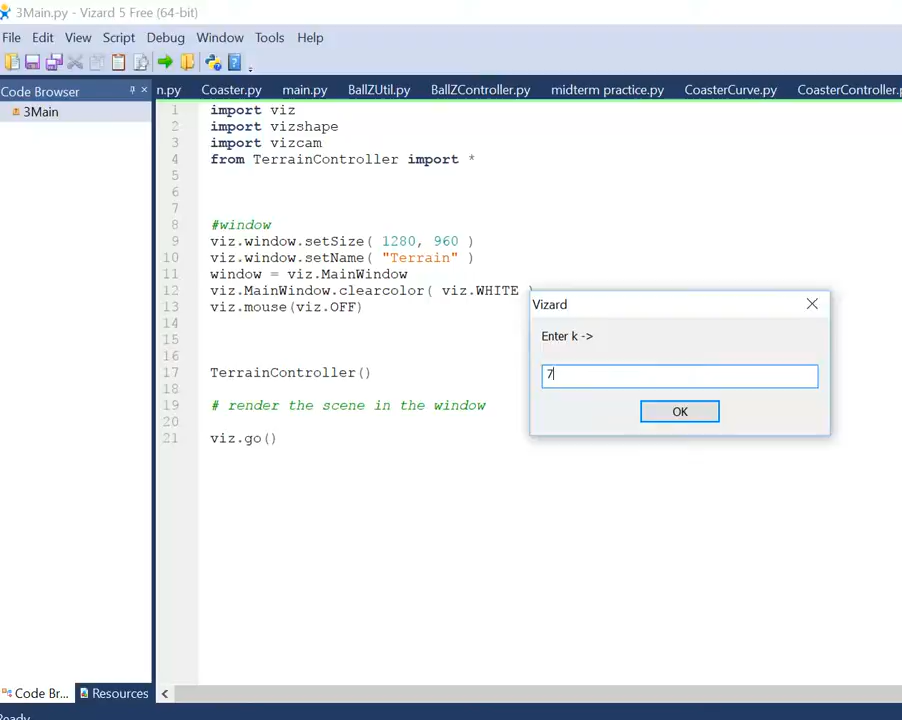 3Main.py - Vizard 5 Free (64-bit)
File Edit View Script Debug Window Tools Help
Code Browser
n.py Coaster.py main.py BallZUtil.py BallZController.py midterm practice.py CoasterCurve.py CoasterController.p
3Main
1 import viz
2 import vizshape
3 import vizcam
4 from TerrainController import *
5
6
7
8 #window
9 viz.window.setSize( 1280, 960 )
10 viz.window.setName( "Terrain" )
11 window = viz.MainWindow
12 viz.MainWindow.clearcolor( viz.WHITE )
13 viz.mouse(viz.OFF)
14
15
16
17 TerrainController()
18
19 # render the scene in the window
20
21 viz.go()
Vizard
Enter k ->
7
OK
Code Br... Resources
Ready